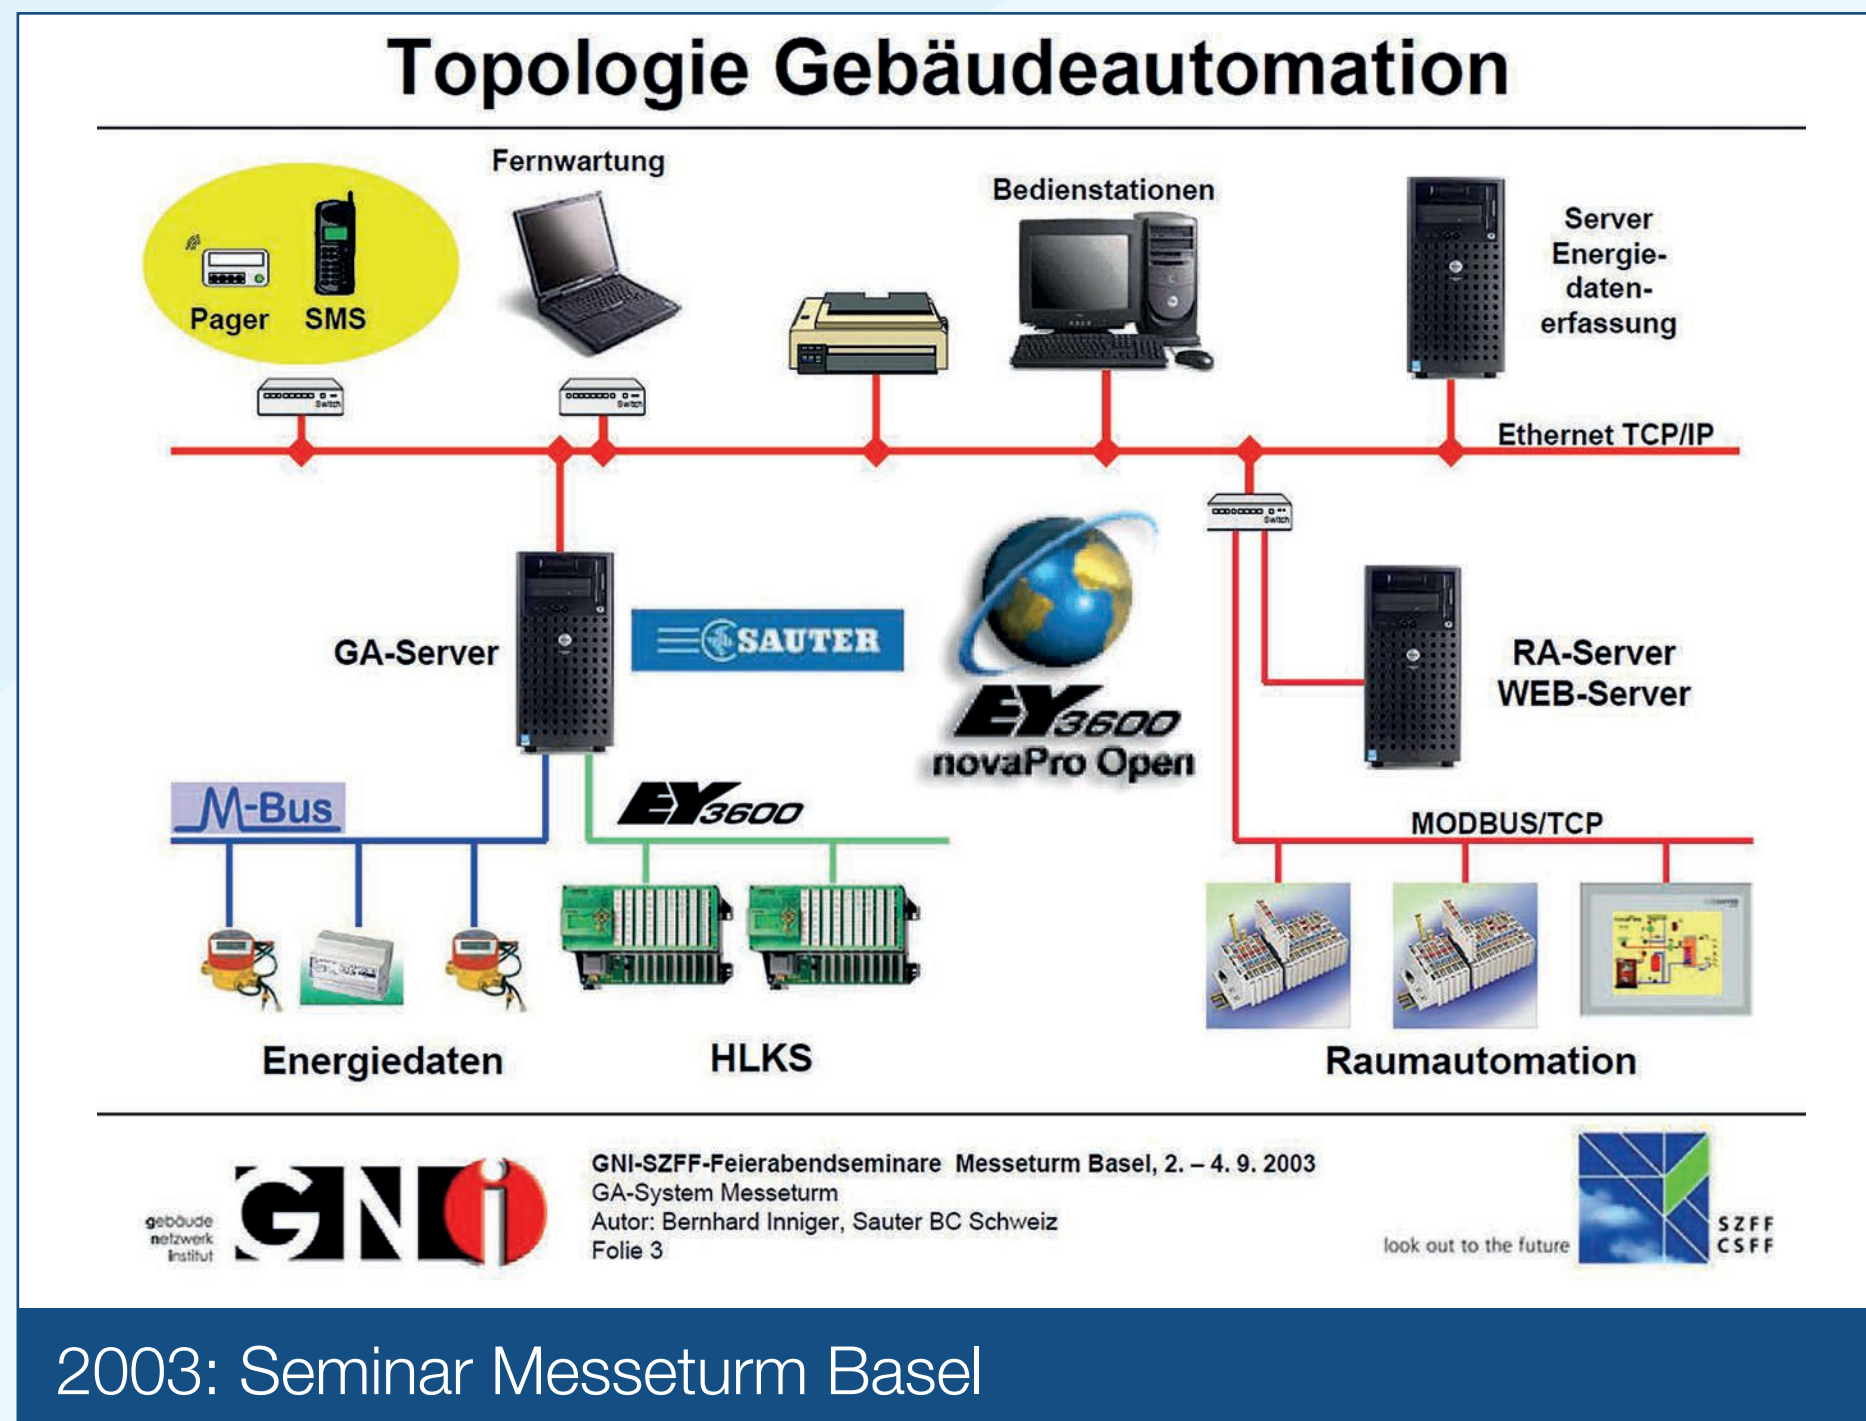 Topologie Gebäudeautomation
Fernwartung
Bedienstationen
Server
Energie-
daten-
erfassung
Pager SMS
Switch
Switch
Ethernet TCP/IP
Switch
GA-Server
SAUTER
EY3600
novaPro Open
RA-Server
WEB-Server
M-Bus
EY3600
MODBUS/TCP
Energiedaten
HLKS
Raumautomation
gebäude
netzwerk
institut
GNI
GNI-SZFF-Feierabendseminare Messeturm Basel, 2. – 4. 9. 2003
GA-System Messeturm
Autor: Bernhard Inniger, Sauter BC Schweiz
Folie 3
look out to the future
SZFF
CSFF
2003: Seminar Messeturm Basel